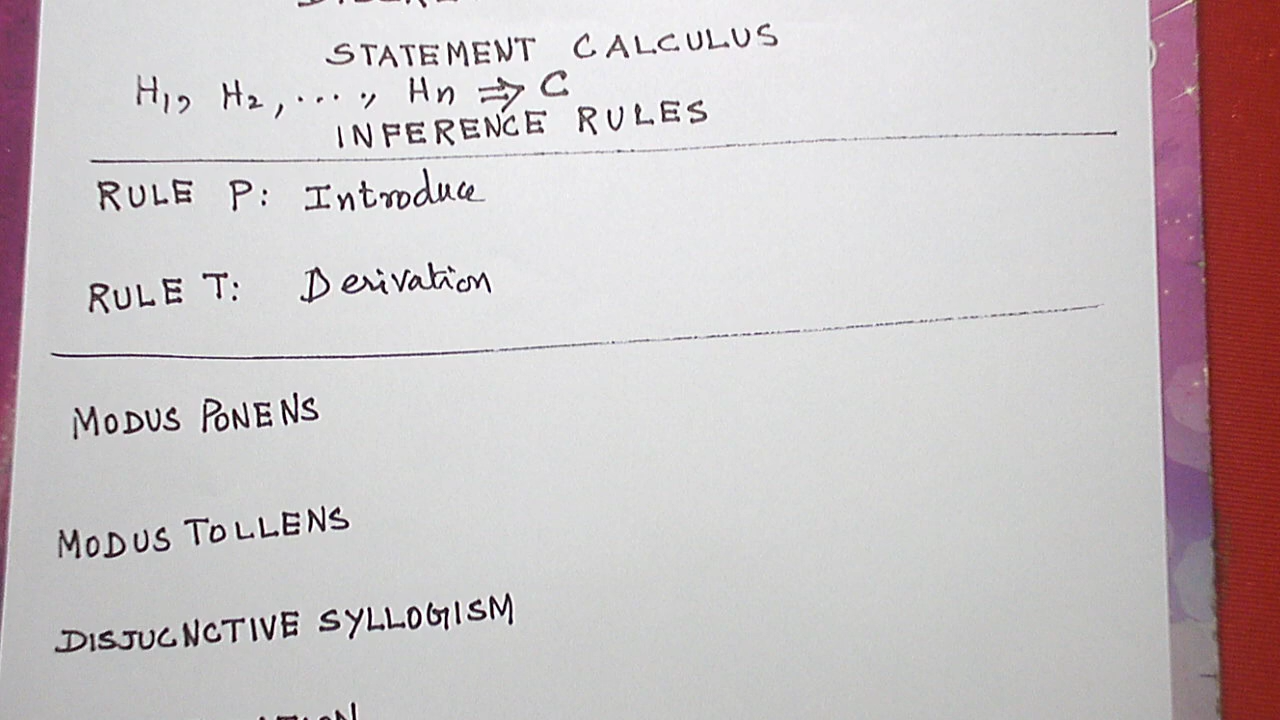 STATEMENT CALCULUS
H1, H2, ...., Hn ⇒ C
INFERENCE RULES
RULE P: Introduce
RULE T: Derivation
MODUS PONENS
MODUS TOLLENS
DISJUCNCTIVE SYLLOGISM